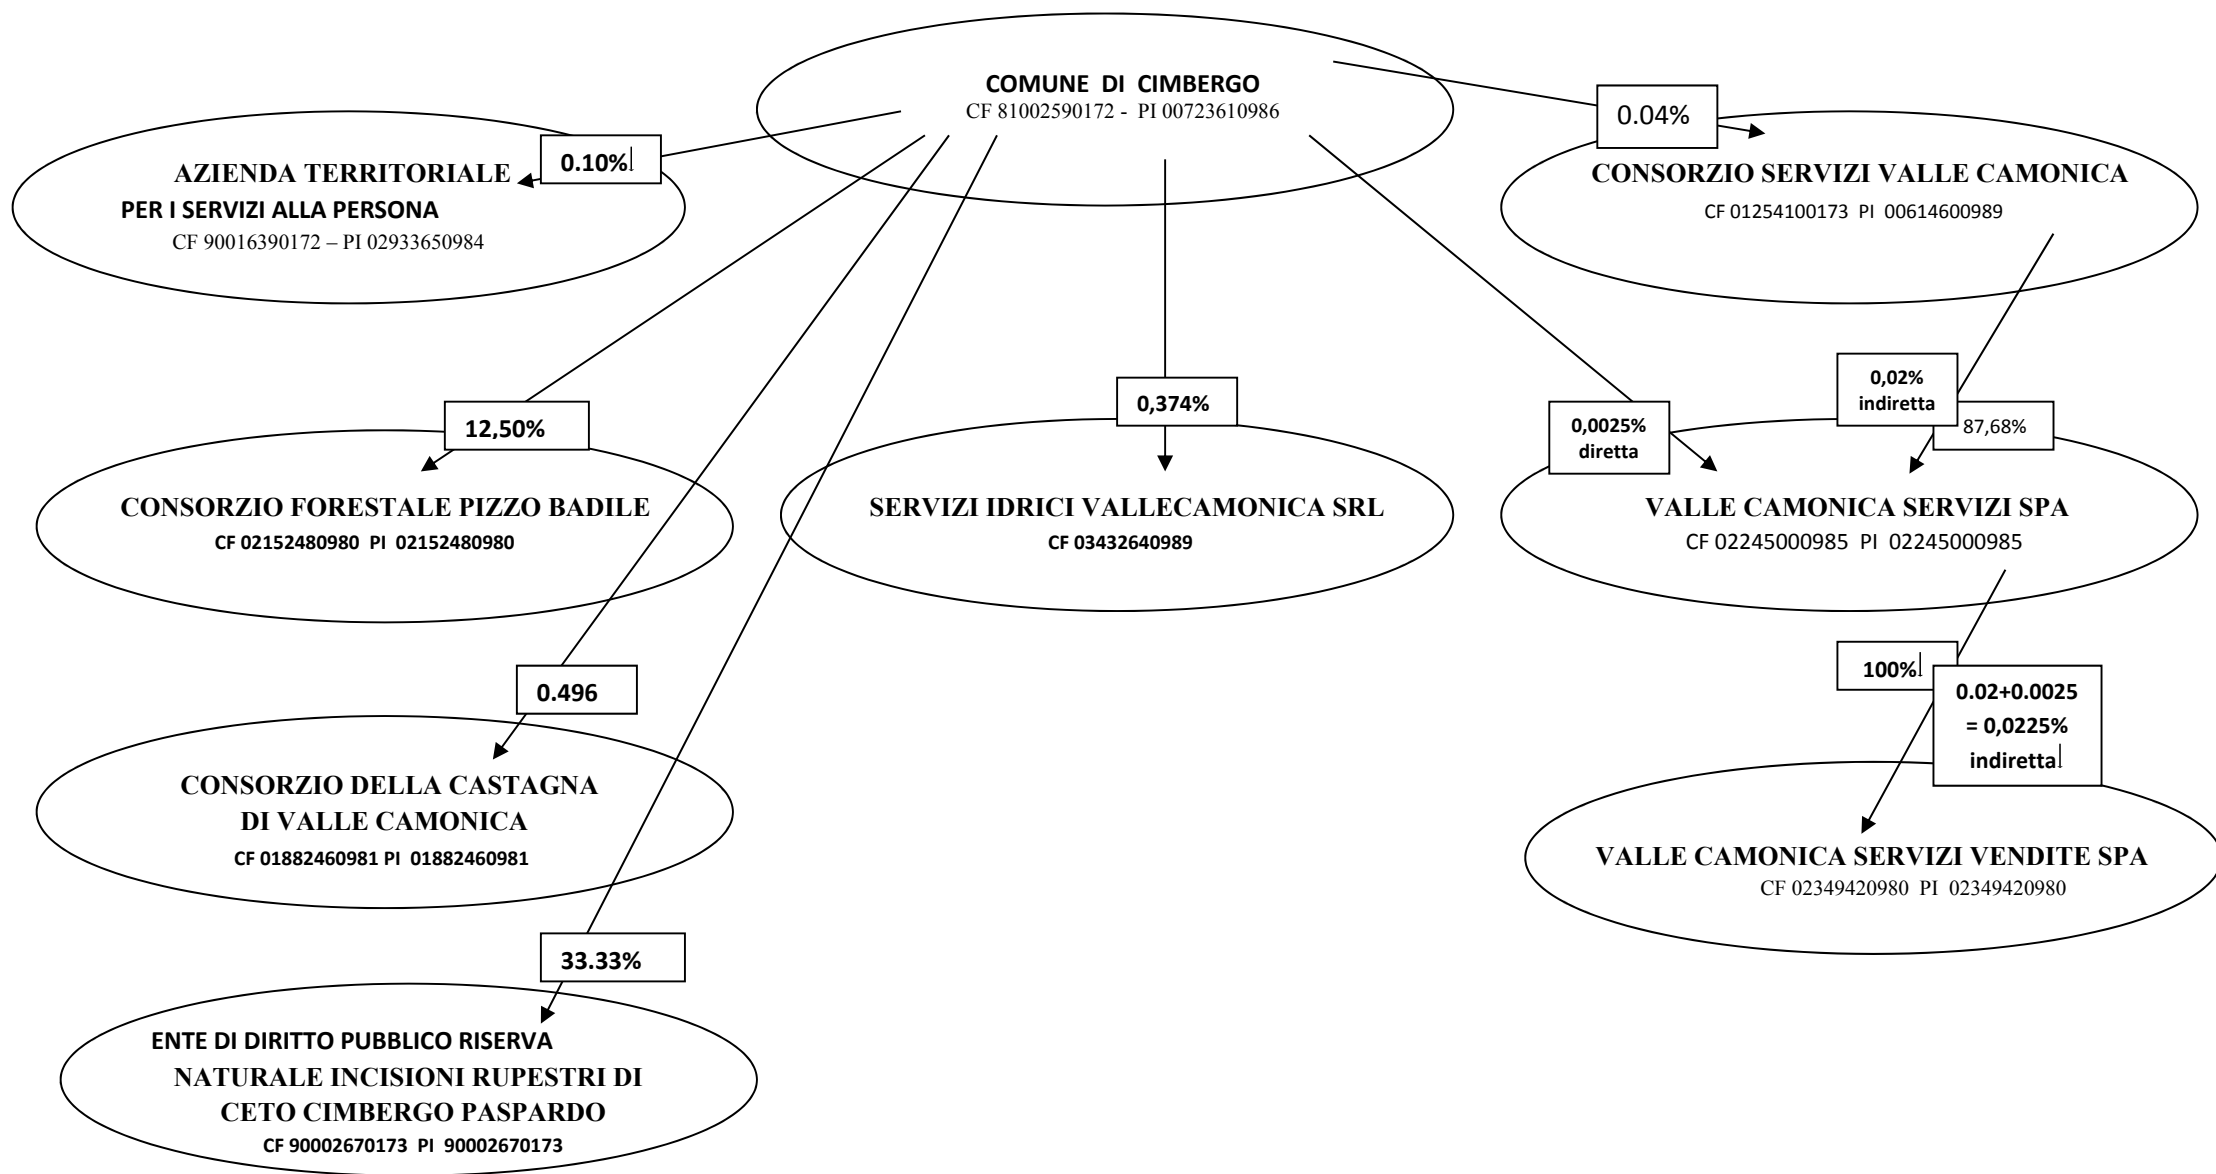 COMUNE DI CIMBERGO
CF 81002590172 - PI 00723610986
0.04%
0.10%
AZIENDA TERRITORIALE
PER I SERVIZI ALLA PERSONA
CF 90016390172 – PI 02933650984
CONSORZIO SERVIZI VALLE CAMONICA
CF 01254100173 PI 00614600989
12,50%
0,374%
0,0025%
diretta
0,02%
indiretta
87,68%
CONSORZIO FORESTALE PIZZO BADILE
CF 02152480980 PI 02152480980
SERVIZI IDRICI VALLECAMONICA SRL
CF 03432640989
VALLE CAMONICA SERVIZI SPA
CF 02245000985 PI 02245000985
0.496
100%
0.02+0.0025
= 0,0225%
indiretta
CONSORZIO DELLA CASTAGNA
DI VALLE CAMONICA
CF 01882460981 PI 01882460981
VALLE CAMONICA SERVIZI VENDITE SPA
CF 02349420980 PI 02349420980
33.33%
ENTE DI DIRITTO PUBBLICO RISERVA
NATURALE INCISIONI RUPESTRI DI
CETO CIMBERGO PASPARDO
CF 90002670173 PI 90002670173